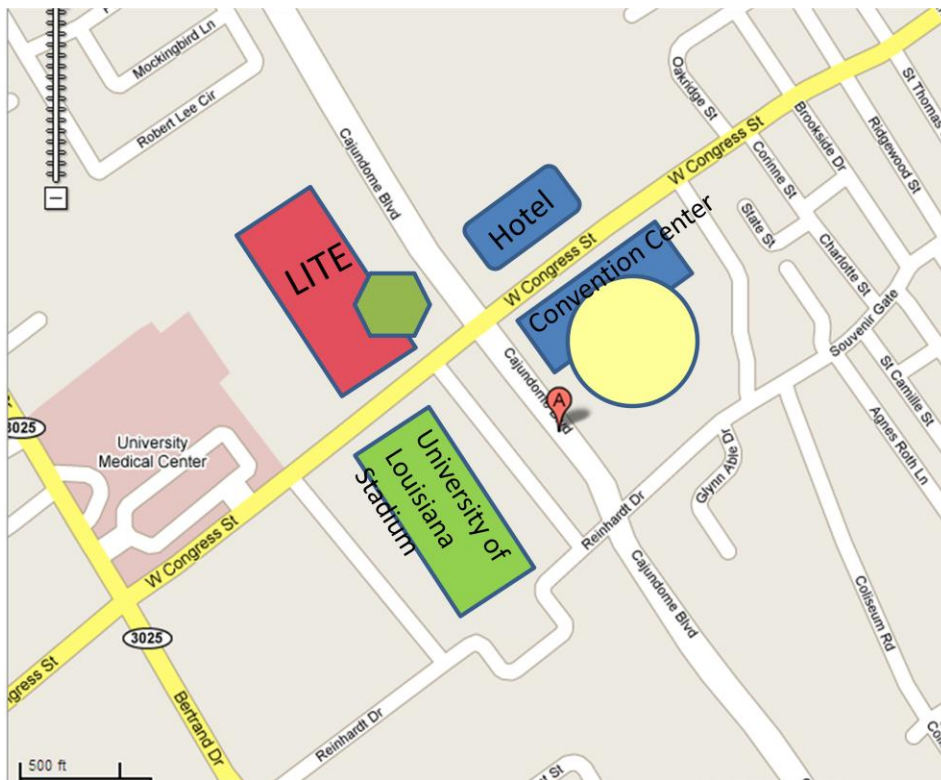 Mockingbird Ln
Robert Lee Cir
Cajundome Blvd
Oakridge St
St Thomas
Brookside Dr
Ridgewood St
W Congress St
Corinne St
Hotel
State St
LITE
W Congress St
Convention Center
Charlotte St
Souvenir Gate
Cajundome Blvd
St Camille St
A
3025
University
Medical Center
University of
Louisiana
Stadium
Agnes Roth Ln
Glynn Able Dr
Reinhardt Dr
W Congress St
Cajundome Blvd
Coliseum Rd
3025
ngress St
Bertrand Dr
Reinhardt Dr
500 ft